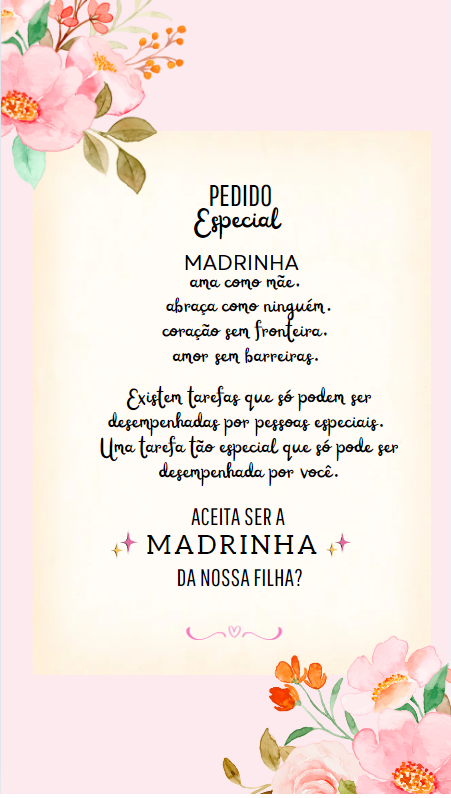 PEDIDO
Especial
MADRINHA
ama como mãe.
abraça como ninguém.
coração sem fronteira.
amor sem barreiras.
Existem tarefas que só podem ser
desempenhadas por pessoas especiais.
Uma tarefa tão especial que só pode ser
desempenhada por você.
ACEITA SER A
MADRINHA
DA NOSSA FILHA?